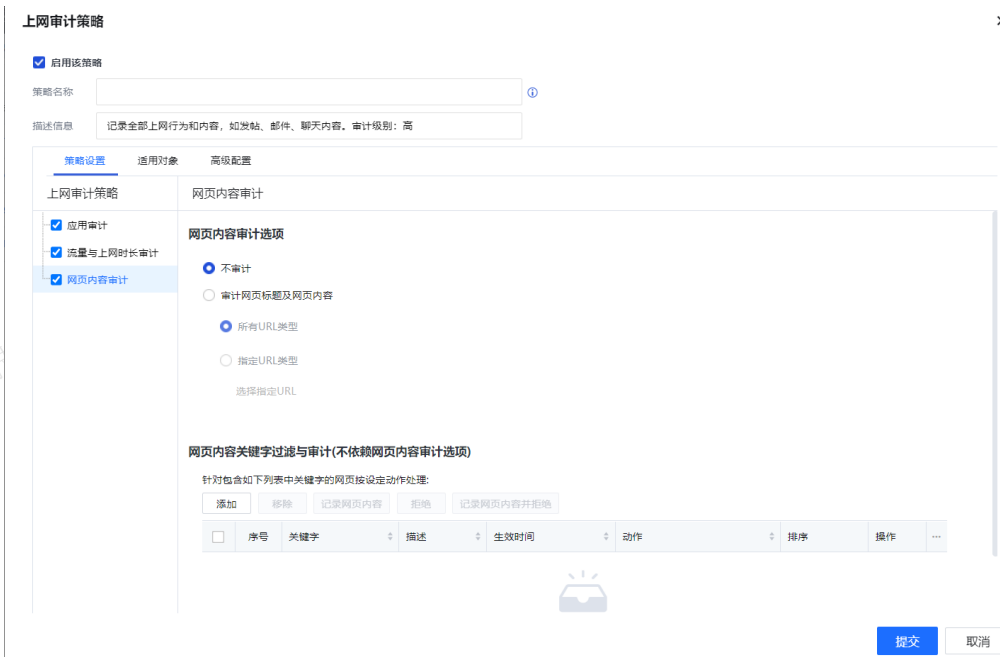 上网审计策略
启用该策略
策略名称
描述信息 记录全部上网行为和内容，如发帖、邮件、聊天内容。审计级别：高
策略设置 适用对象 高级配置
上网审计策略 网页内容审计
应用审计
流量与上网时长审计
网页内容审计
网页内容审计选项
不审计
审计网页标题及网页内容
所有URL类型
指定URL类型
选择指定URL
网页内容关键字过滤与审计(不依赖网页内容审计选项)
针对包含如下列表中关键字的网页按设定动作处理:
添加 移除 记录网页内容 拒绝 记录网页内容并拒绝
序号 关键字 描述 生效时间 动作 排序 操作 ...
提交 取消